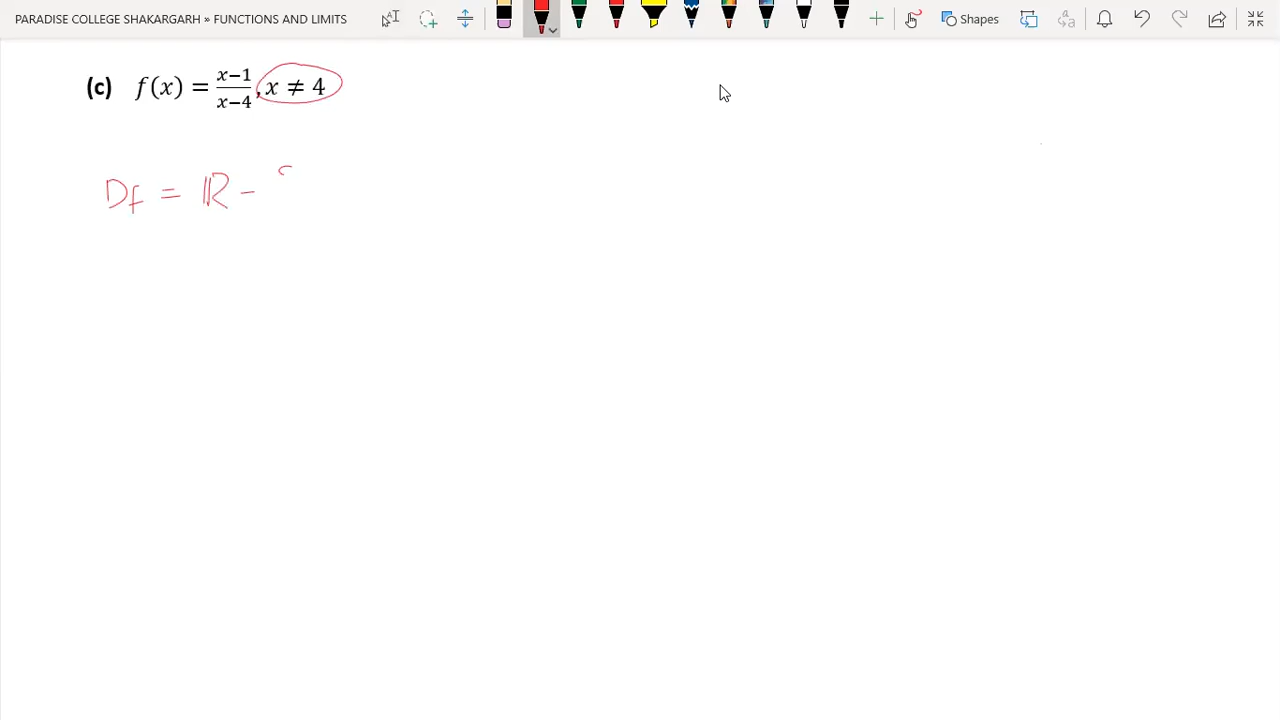 PARADISE COLLEGE SHAKARGARH » FUNCTIONS AND LIMITS
Shapes
(c) f(x) = x−1/x−4, x ≠ 4
Df = ℝ −